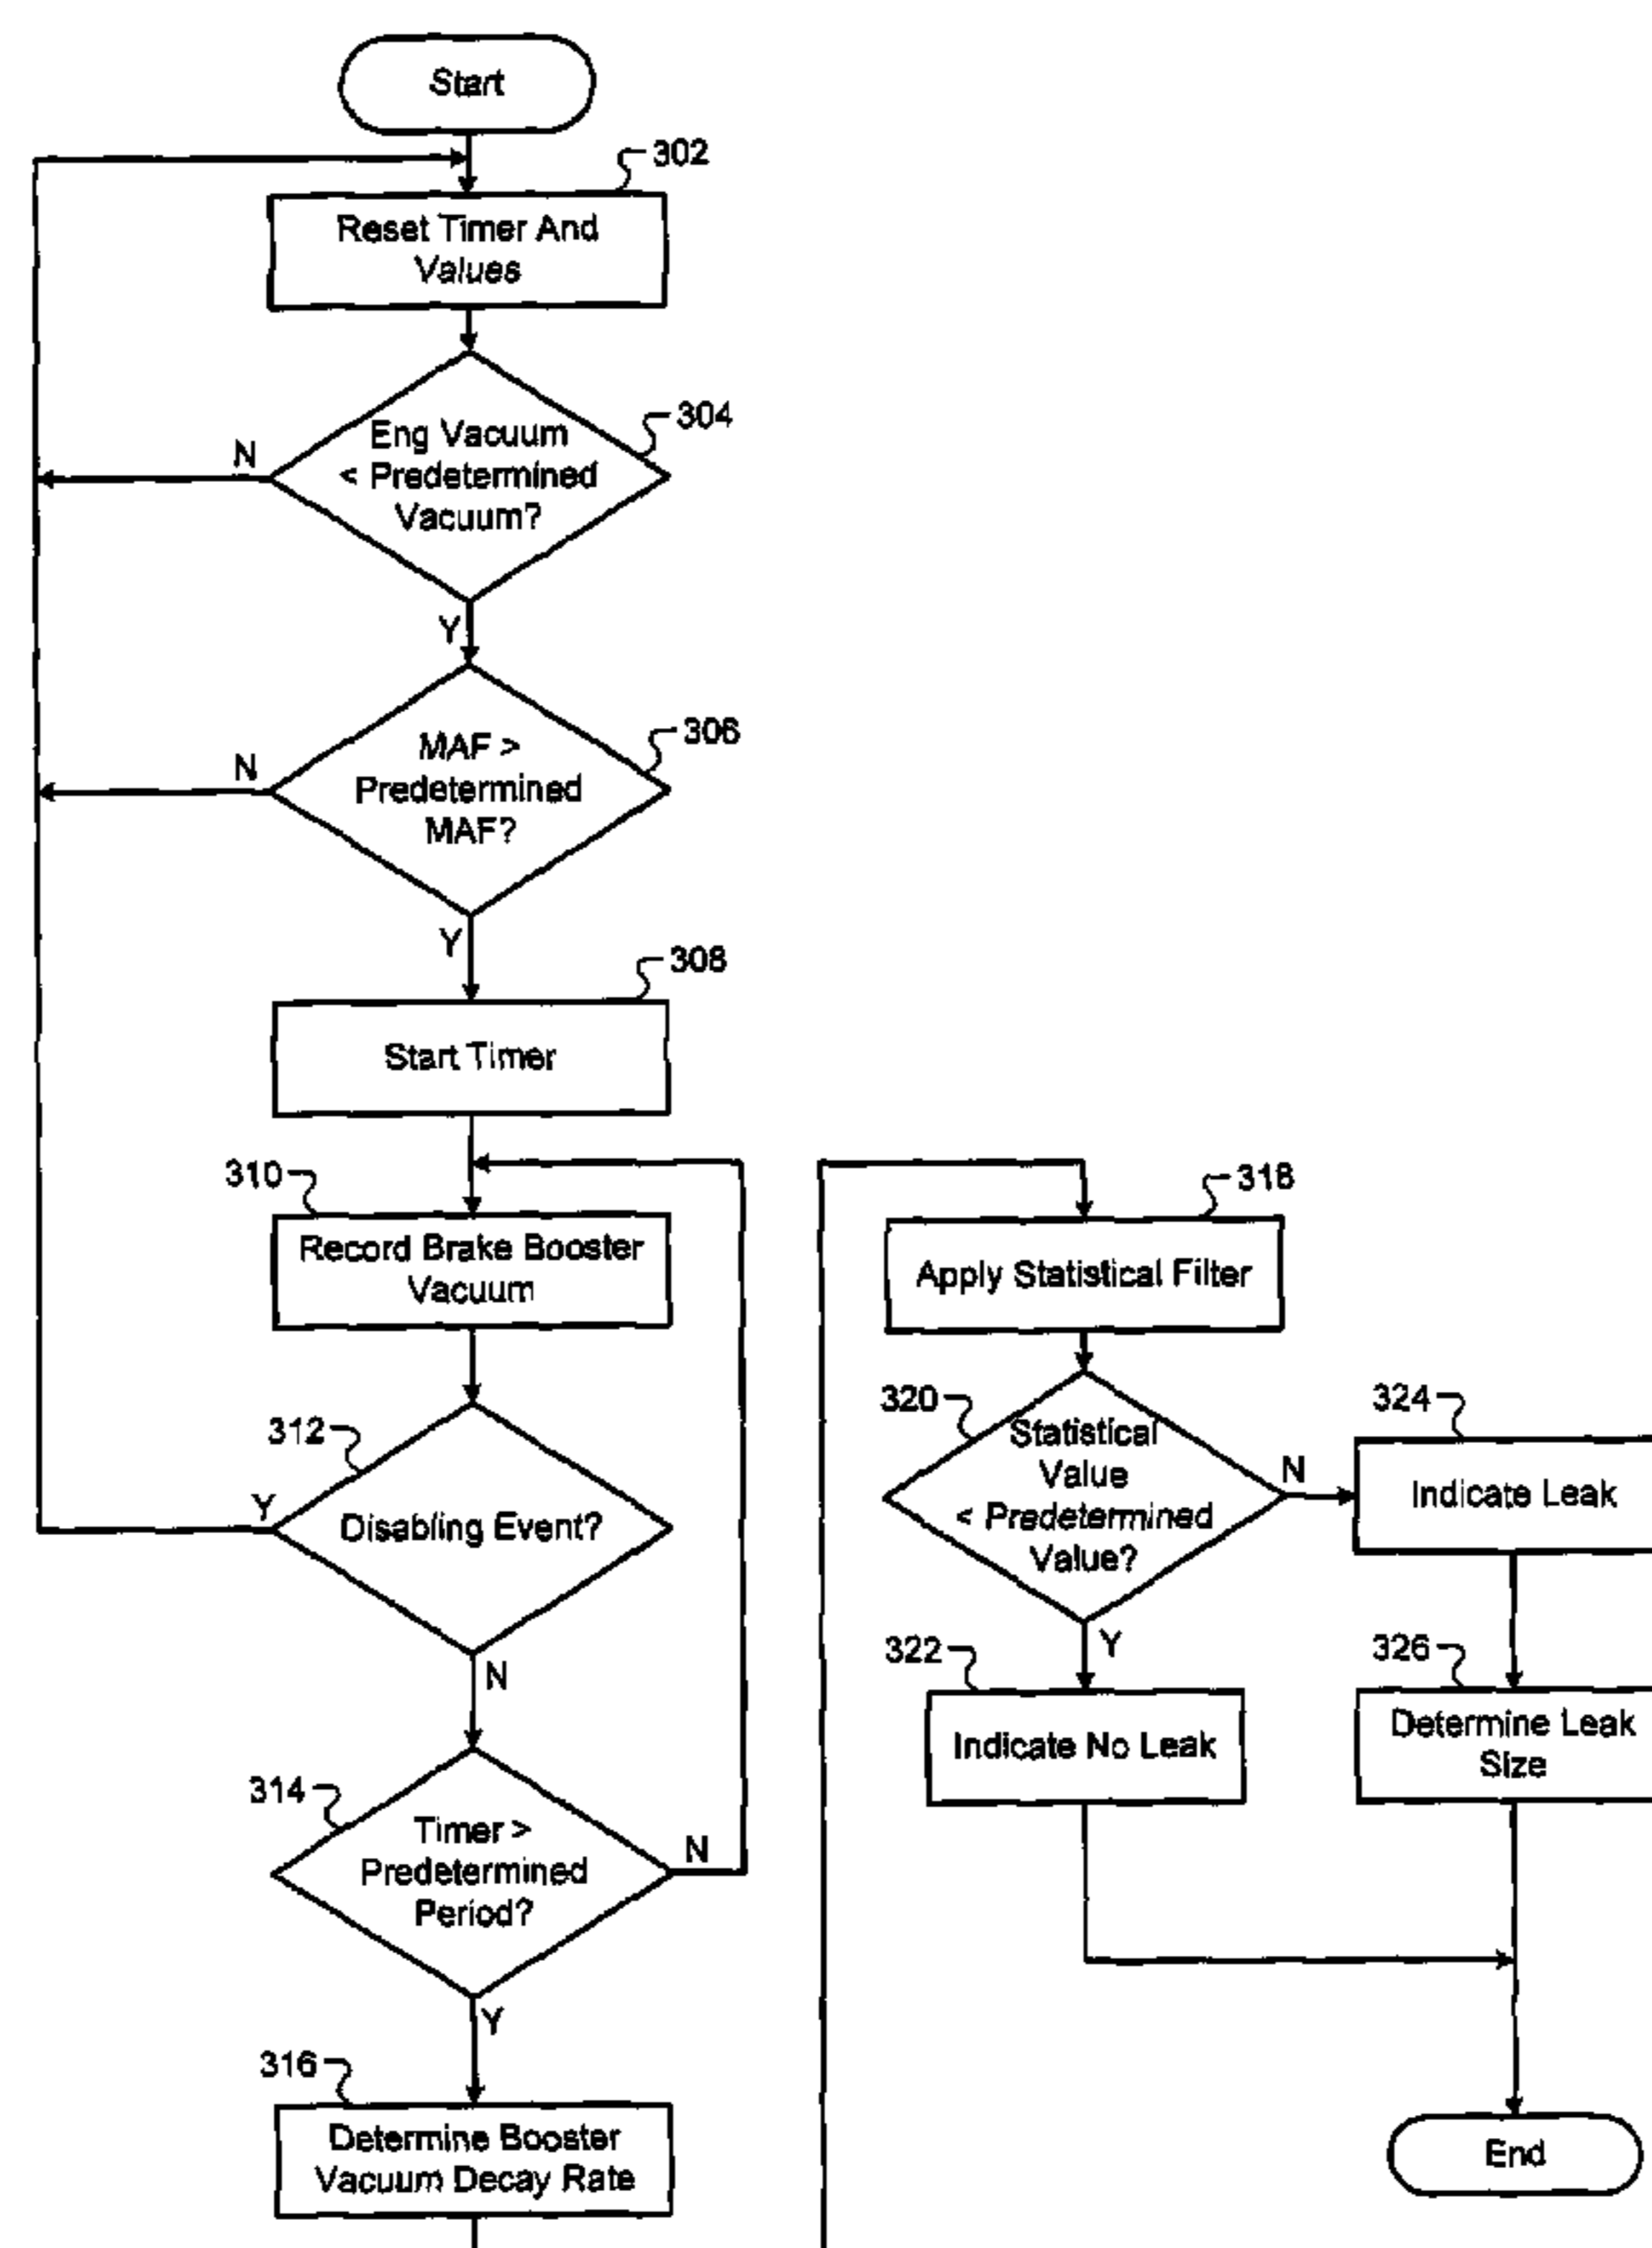 Start
302
Reset Timer And
Values
304
Eng Vacuum
< Predetermined
Vacuum?
N
Y
306
MAF >
Predetermined
MAF?
N
Y
308
Start Timer
310
Record Brake Booster
Vacuum
312
Disabling Event?
Y
N
314
Timer >
Predetermined
Period?
N
Y
316
Determine Booster
Vacuum Decay Rate
318
Apply Statistical Filter
320
Statistical
Value
< Predetermined
Value?
N
Y
324
Indicate Leak
322
Indicate No Leak
326
Determine Leak
Size
End